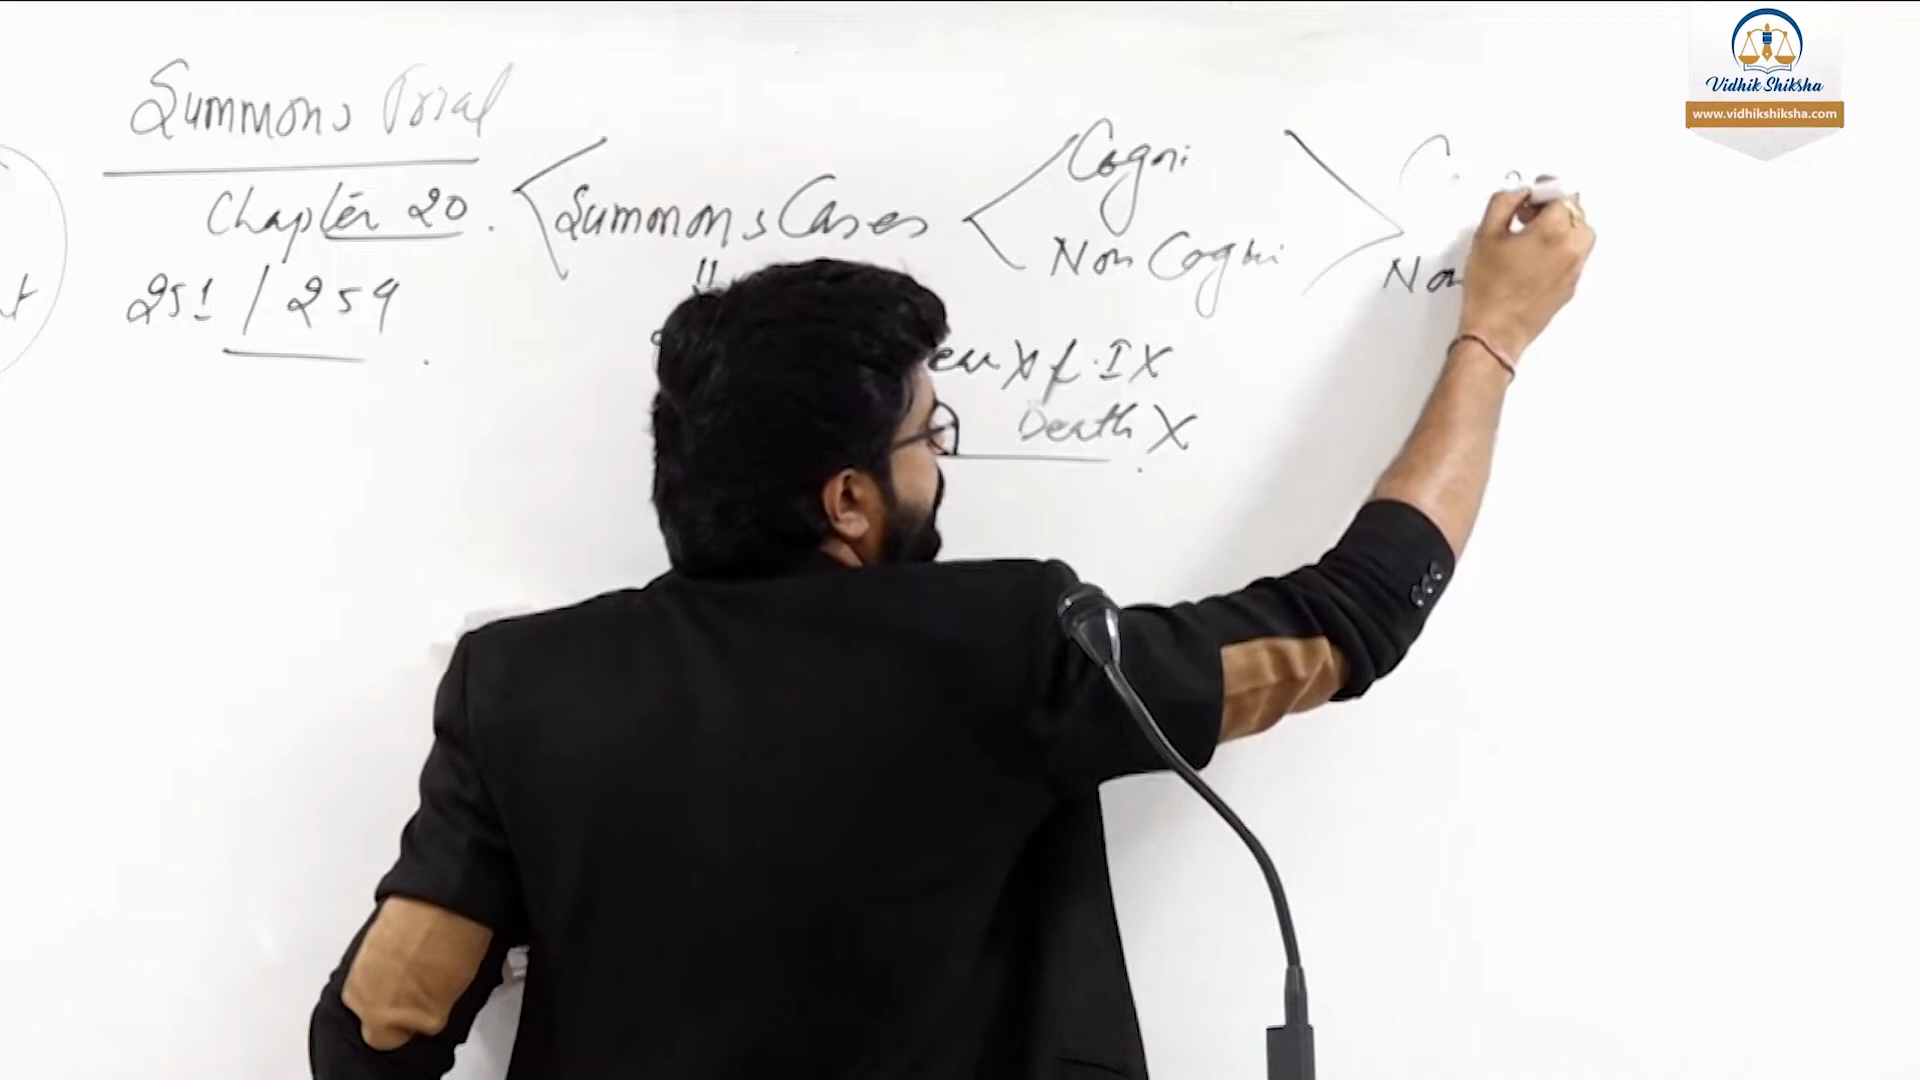 Summons Trial
Chapter 20.
251 / 259
Summons Cases
Cogni
Non Cogni
Non
X f. I X
Death X
Vidhik Shiksha
www.vidhikshiksha.com